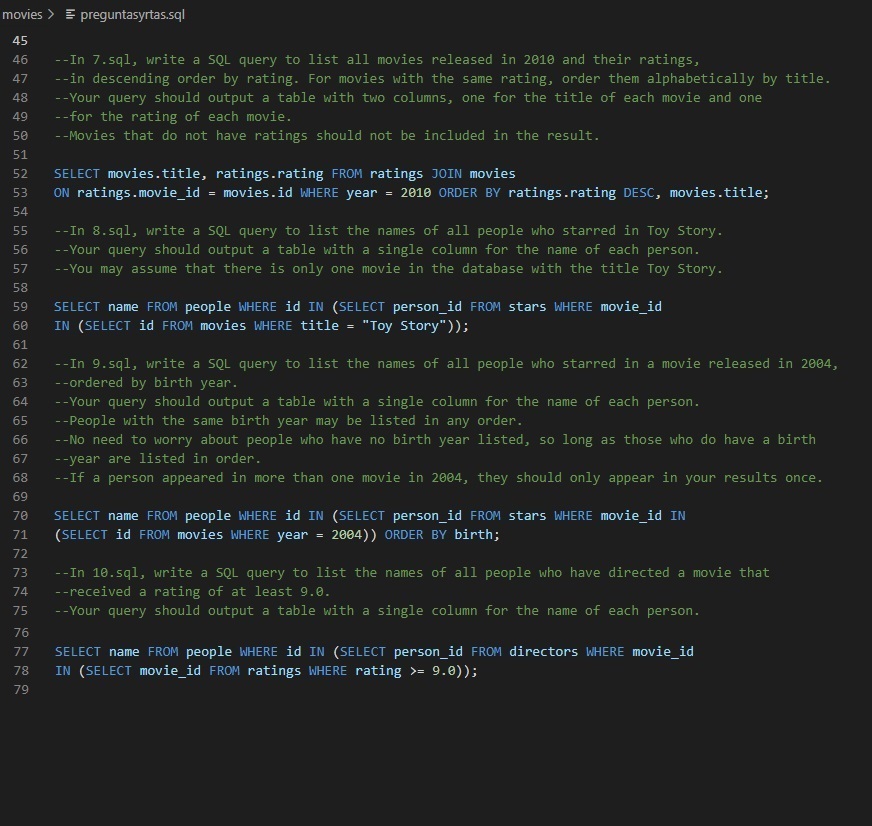 movies > preguntasyrtas.sql
45
46 --In 7.sql, write a SQL query to list all movies released in 2010 and their ratings,
47 --in descending order by rating. For movies with the same rating, order them alphabetically by title.
48 --Your query should output a table with two columns, one for the title of each movie and one
49 --for the rating of each movie.
50 --Movies that do not have ratings should not be included in the result.
51
52 SELECT movies.title, ratings.rating FROM ratings JOIN movies
53 ON ratings.movie_id = movies.id WHERE year = 2010 ORDER BY ratings.rating DESC, movies.title;
54
55 --In 8.sql, write a SQL query to list the names of all people who starred in Toy Story.
56 --Your query should output a table with a single column for the name of each person.
57 --You may assume that there is only one movie in the database with the title Toy Story.
58
59 SELECT name FROM people WHERE id IN (SELECT person_id FROM stars WHERE movie_id
60 IN (SELECT id FROM movies WHERE title = "Toy Story"));
61
62 --In 9.sql, write a SQL query to list the names of all people who starred in a movie released in 2004,
63 --ordered by birth year.
64 --Your query should output a table with a single column for the name of each person.
65 --People with the same birth year may be listed in any order.
66 --No need to worry about people who have no birth year listed, so long as those who do have a birth
67 --year are listed in order.
68 --If a person appeared in more than one movie in 2004, they should only appear in your results once.
69
70 SELECT name FROM people WHERE id IN (SELECT person_id FROM stars WHERE movie_id IN
71 (SELECT id FROM movies WHERE year = 2004)) ORDER BY birth;
72
73 --In 10.sql, write a SQL query to list the names of all people who have directed a movie that
74 --received a rating of at least 9.0.
75 --Your query should output a table with a single column for the name of each person.
76
77 SELECT name FROM people WHERE id IN (SELECT person_id FROM directors WHERE movie_id
78 IN (SELECT movie_id FROM ratings WHERE rating >= 9.0));
79